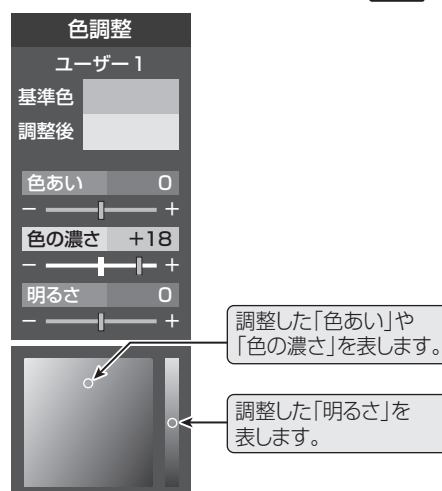 色調整
ユーザー1
基準色
調整後
色あい 0
− +
色の濃さ +18
− +
明るさ 0
− +
調整した「色あい」や
「色の濃さ」を表します。
調整した「明るさ」を
表します。